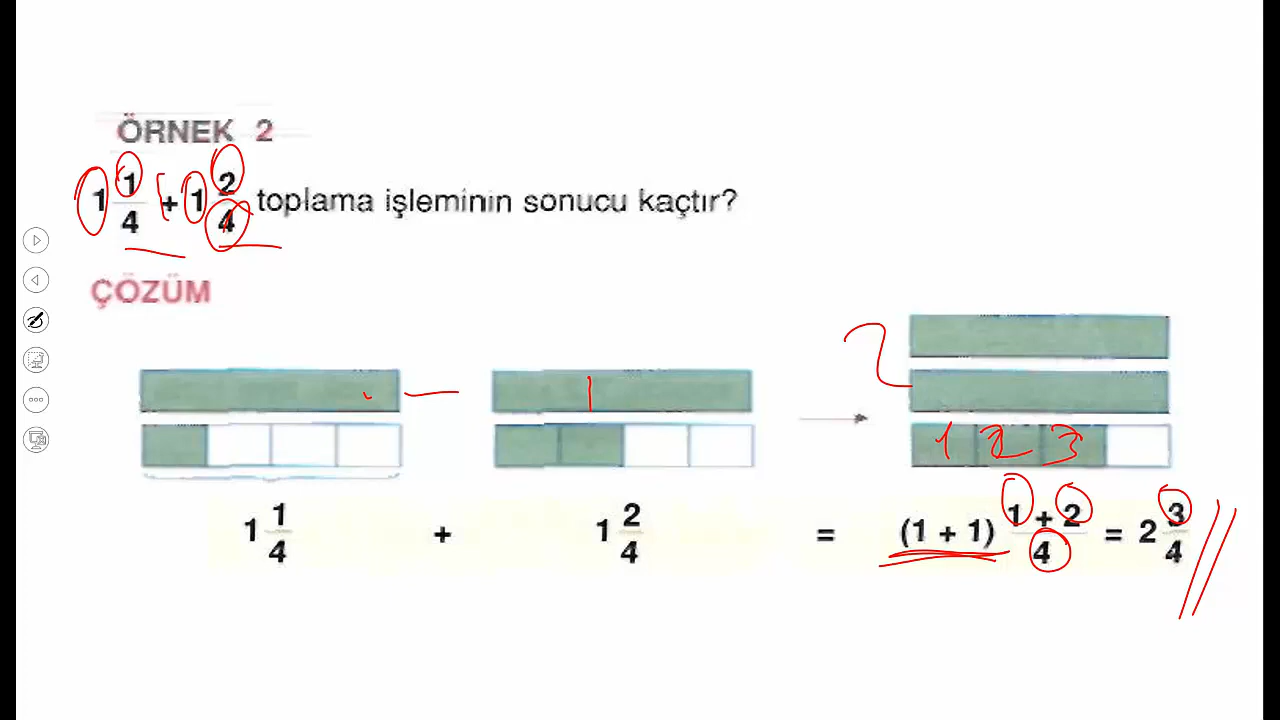 ÖRNEK 2
1 1/4 + 1 2/4 toplama işleminin sonucu kaçtır?
ÇÖZÜM
2
1 2 3
1 1/4 + 1 2/4 = (1 + 1) 1 + 2/4 = 2 3/4